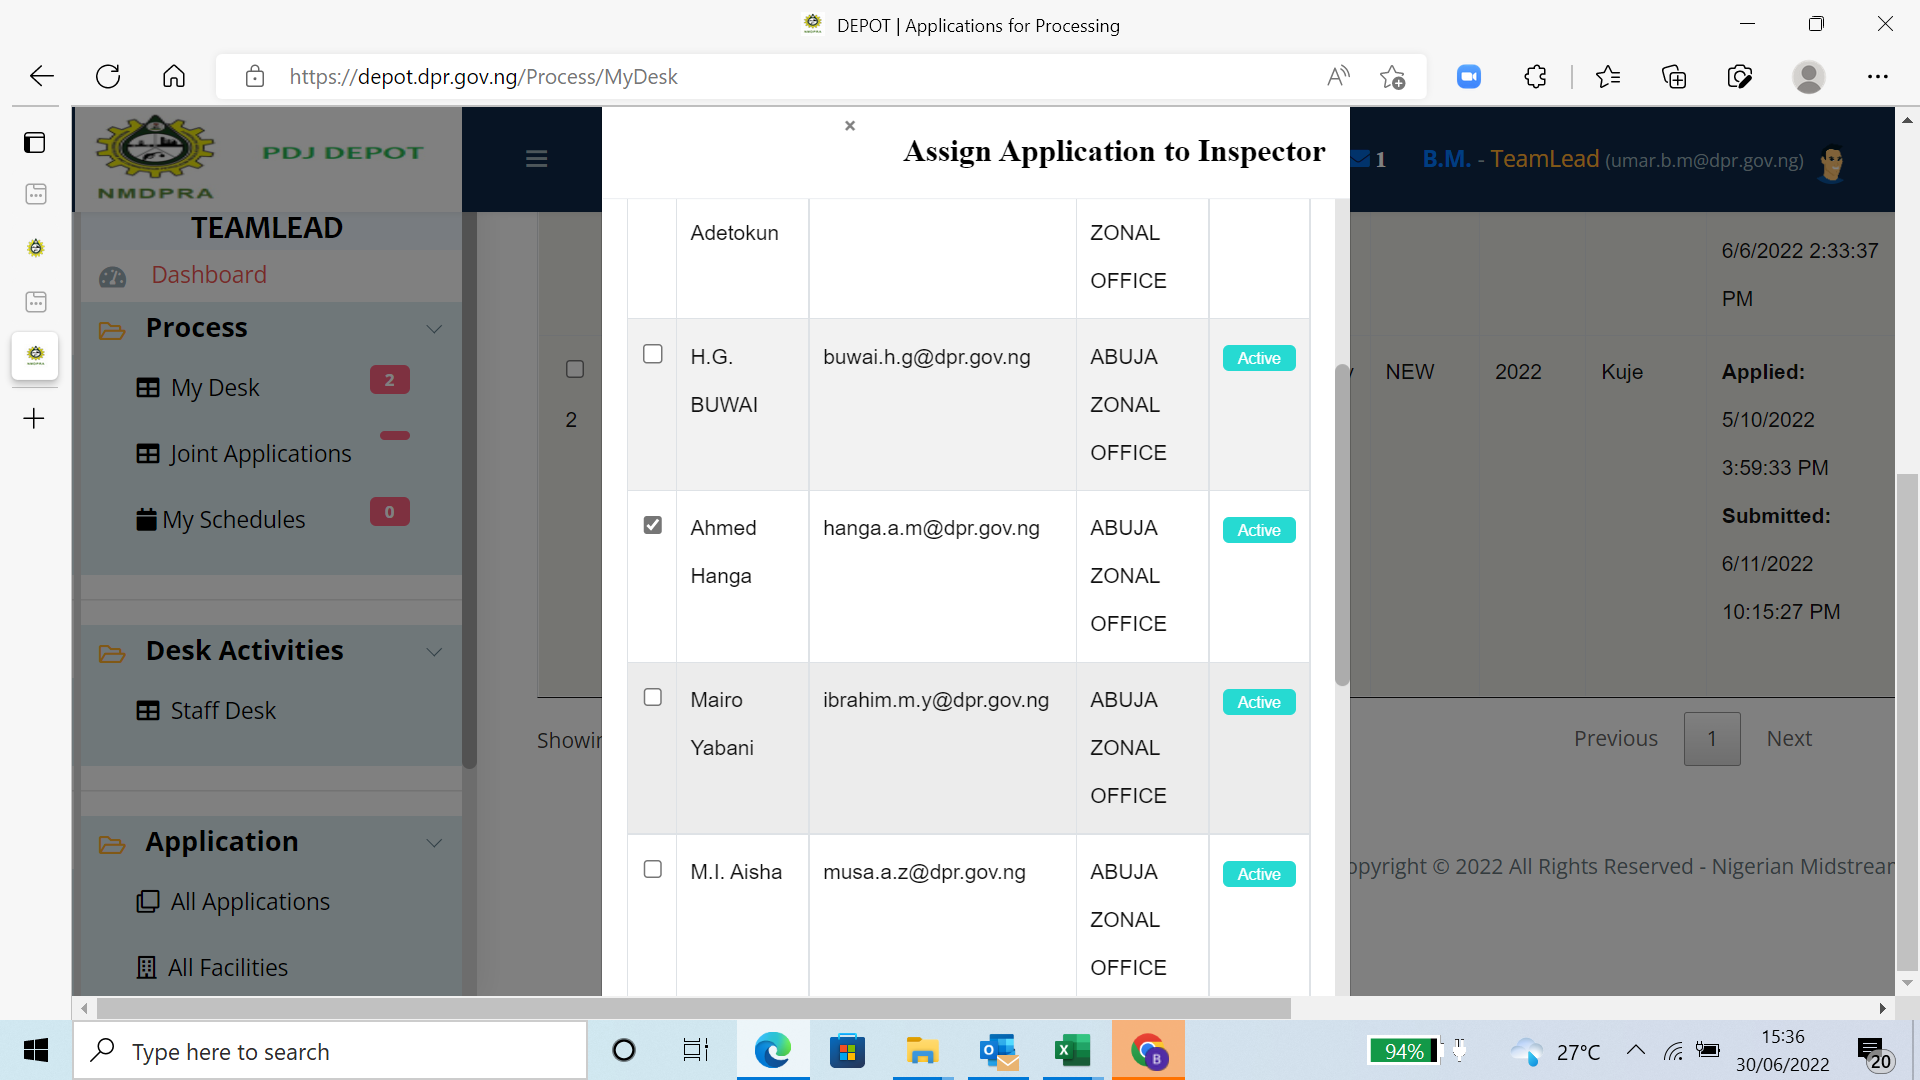 DEPOT | Applications for Processing
https://depot.dpr.gov.ng/Process/MyDesk
NMDPRA
PDJ DEPOT
TEAMLEAD
Dashboard
Process
My Desk 2
Joint Applications
My Schedules 0
Desk Activities
Staff Desk
Application
All Applications
All Facilities
×
Assign Application to Inspector
1 B.M. - TeamLead (umar.b.m@dpr.gov.ng)
Adetokun
ZONAL
OFFICE
H.G.
BUWAI
buwai.h.g@dpr.gov.ng
ABUJA
ZONAL
OFFICE
Active
Ahmed
Hanga
hanga.a.m@dpr.gov.ng
ABUJA
ZONAL
OFFICE
Active
Mairo
Yabani
ibrahim.m.y@dpr.gov.ng
ABUJA
ZONAL
OFFICE
Active
M.I. Aisha
musa.a.z@dpr.gov.ng
ABUJA
ZONAL
OFFICE
Active
6/6/2022 2:33:37
PM
2
NEW
2022
Kuje
Applied:
5/10/2022
3:59:33 PM
Submitted:
6/11/2022
10:15:27 PM
Previous 1 Next
opyright © 2022 All Rights Reserved - Nigerian Midstrear
Type here to search
94%
27°C
15:36
30/06/2022
20